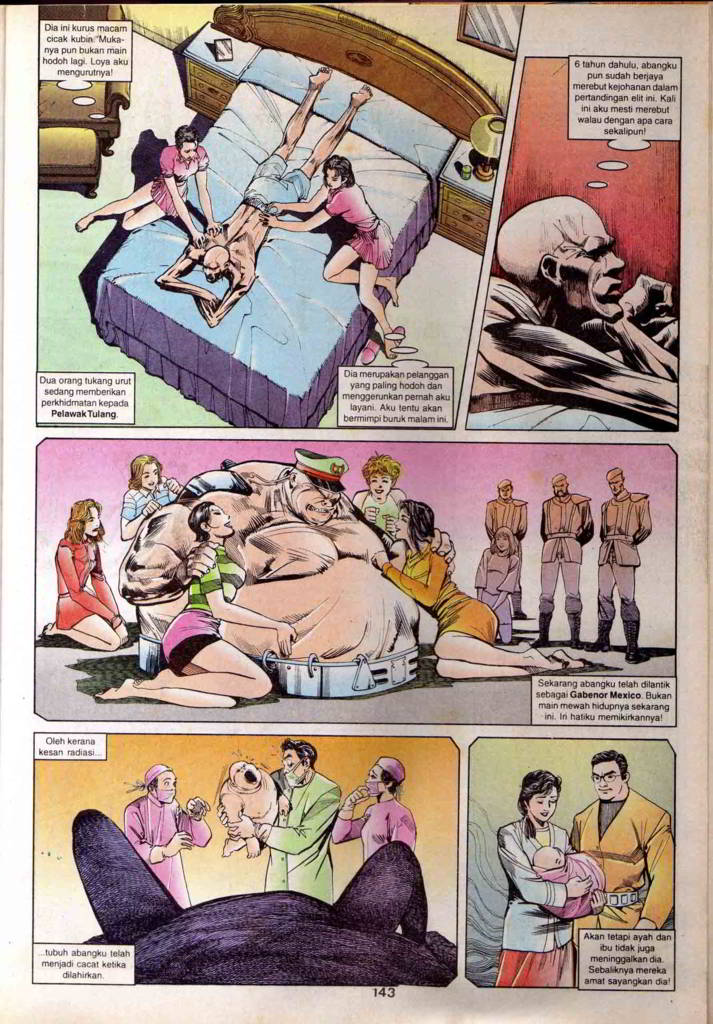 Dia ini kurus macam
cicak kubin! Muka-
nya pun bukan main
hodoh lagi. Loya aku
mengurutnya!
6 tahun dahulu, abangku
pun sudah berjaya
merebut kejohanan dalam
pertandingan elit ini. Kali
ini aku mesti merebut
walau dengan apa cara
sekalipun!
Dua orang tukang urut
sedang memberikan
perkhidmatan kepada
PelawakTulang.
Dia merupakan pelanggan
yang paling hodoh dan
menggerunkan pernah aku
layani. Aku tentu akan
bermimpi buruk malam ini.
Sekarang abangku telah dilantik
sebagai Gabenor Mexico. Bukan
main mewah hidupnya sekarang
ini. Iri hatiku memikirkannya!
Oleh kerana
kesan radiasi...
...tubuh abangku telah
menjadi cacat ketika
dilahirkan.
Akan tetapi ayah dan
ibu tidak juga
meninggalkan dia.
Sebaliknya mereka
amat sayangkan dia!
143